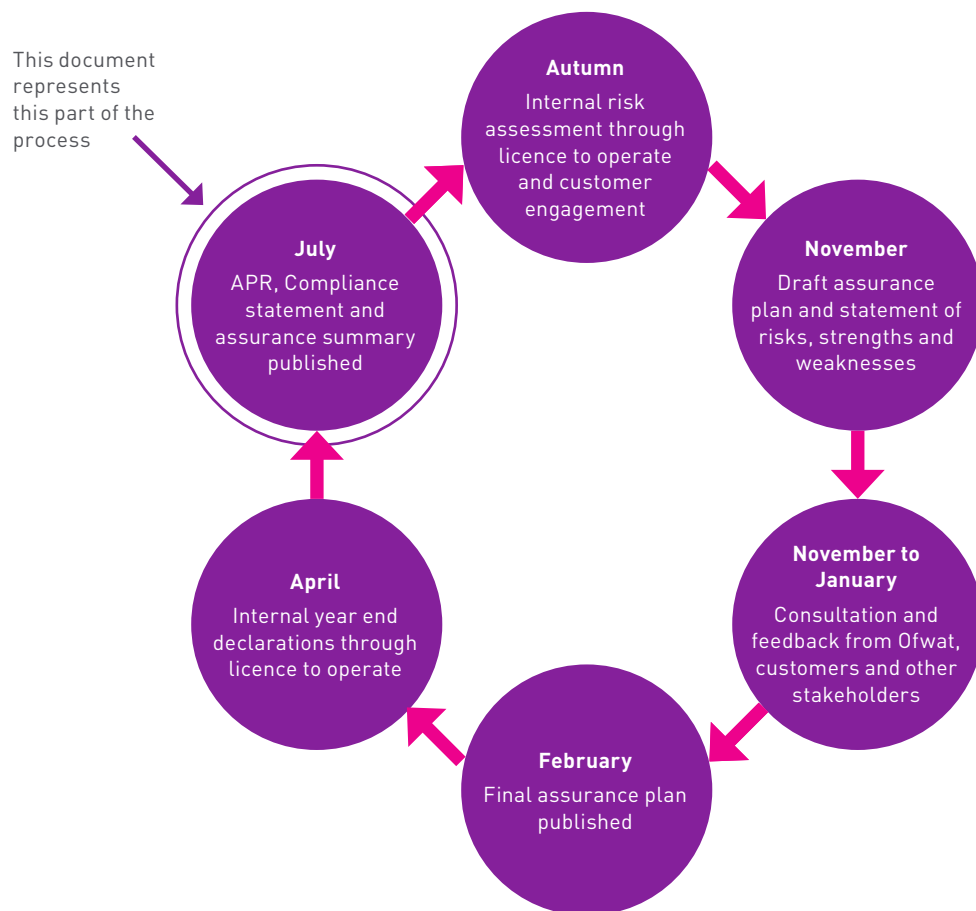 This document
represents
this part of the
process
Autumn
Internal risk
assessment through
licence to operate
and customer
engagement
November
Draft assurance
plan and statement of
risks, strengths and
weaknesses
November to
January
Consultation and
feedback from Ofwat,
customers and other
stakeholders
February
Final assurance plan
published
April
Internal year end
declarations through
licence to operate
July
APR, Compliance
statement and
assurance summary
published